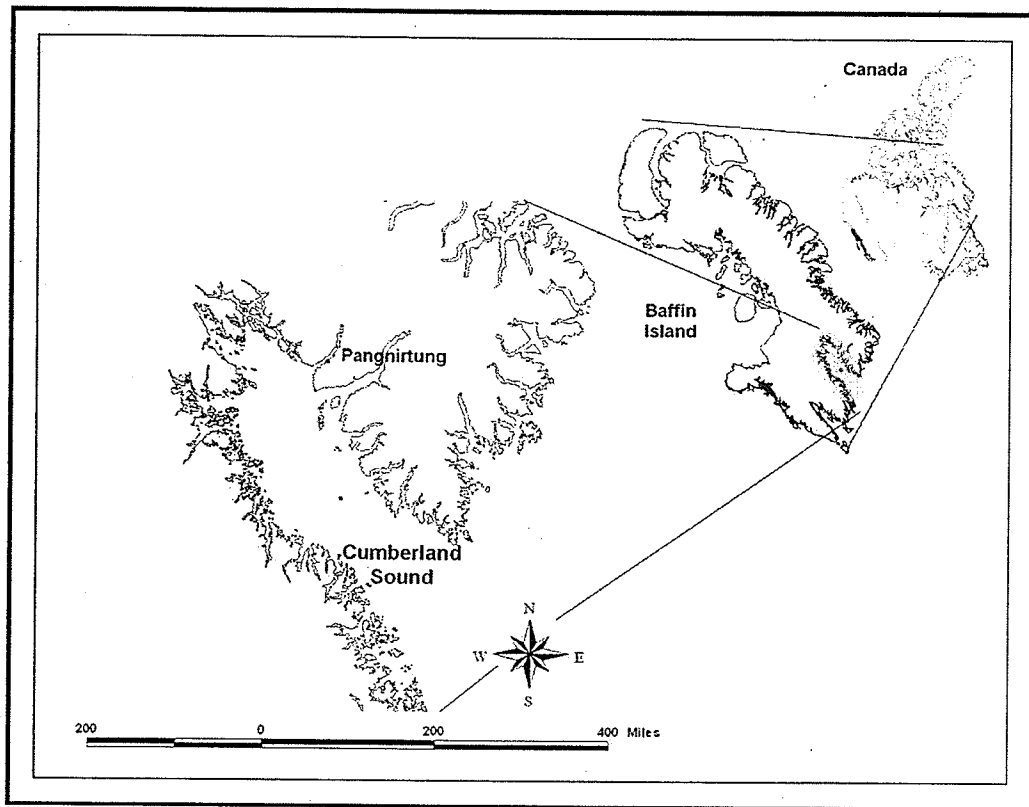 Canada
Baffin
Island
Pangnirtung
Cumberland
Sound
N
W E
S
200 0 200 400 Miles